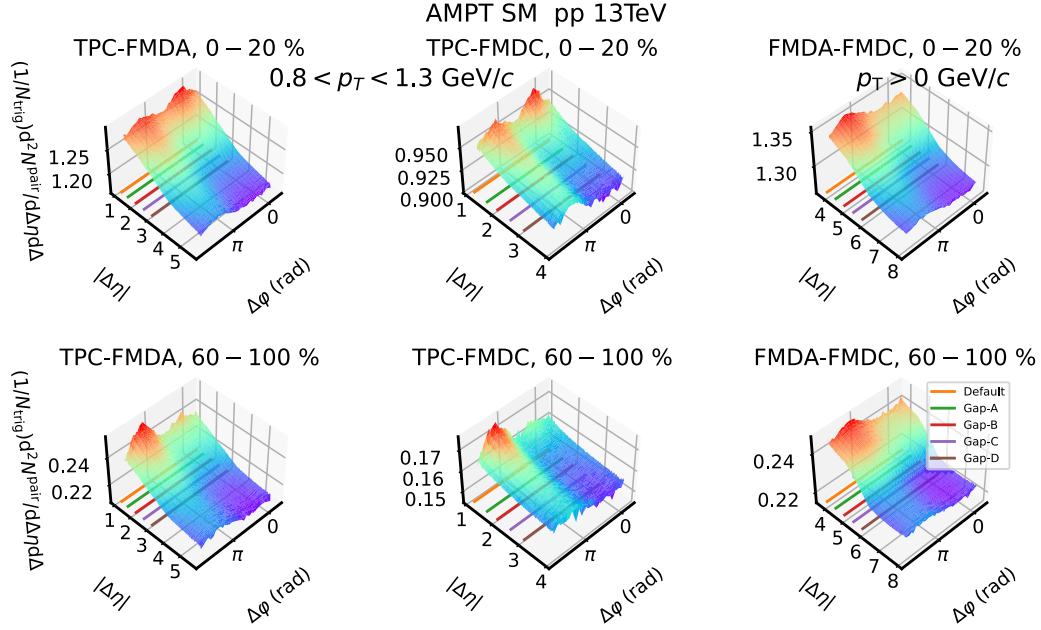 AMPT SM pp 13TeV
TPC-FMDA, 0 − 20 %
TPC-FMDC, 0 − 20 %
FMDA-FMDC, 0 − 20 %
0.8 < p_T < 1.3 GeV/c
p_T > 0 GeV/c
(1/N_trig)d²N^pair/dΔηdΔ
1.25
1.20
1
2
3
4
5
|Δη|
π
0
Δφ (rad)
0.950
0.925
0.900
1
2
3
4
|Δη|
π
0
Δφ (rad)
1.35
1.30
4
5
6
7
8
|Δη|
π
0
Δφ (rad)
TPC-FMDA, 60 − 100 %
TPC-FMDC, 60 − 100 %
FMDA-FMDC, 60 − 100 %
(1/N_trig)d²N^pair/dΔηdΔ
0.24
0.22
1
2
3
4
5
|Δη|
π
0
Δφ (rad)
0.17
0.16
0.15
1
2
3
4
|Δη|
π
0
Δφ (rad)
Default
Gap-A
Gap-B
Gap-C
Gap-D
0.24
0.22
4
5
6
7
8
|Δη|
π
0
Δφ (rad)